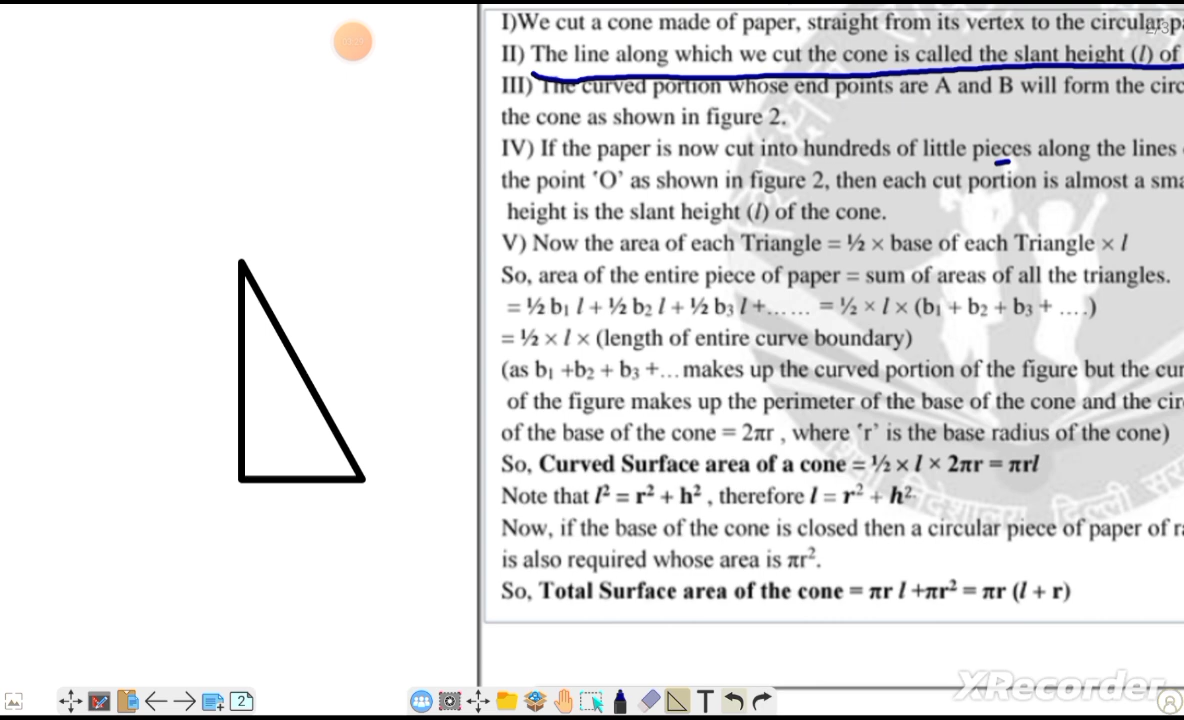 I)We cut a cone made of paper, straight from its vertex to the circular p
II) The line along which we cut the cone is called the slant height (l) of
III) The curved portion whose end points are A and B will form the circ
the cone as shown in figure 2.
IV) If the paper is now cut into hundreds of little pieces along the lines
the point ‘O’ as shown in figure 2, then each cut portion is almost a sma
height is the slant height (l) of the cone.
V) Now the area of each Triangle = ½ × base of each Triangle × l
So, area of the entire piece of paper = sum of areas of all the triangles.
= ½ b₁ l + ½ b₂ l + ½ b₃ l +…… = ½ × l × (b₁ + b₂ + b₃ + ….)
= ½ × l × (length of entire curve boundary)
(as b₁ +b₂ + b₃ +…makes up the curved portion of the figure but the cur
of the figure makes up the perimeter of the base of the cone and the cir
of the base of the cone = 2πr , where ‘r’ is the base radius of the cone)
So, Curved Surface area of a cone = ½ × l × 2πr = πrl
Note that l² = r² + h² , therefore l = r² + h²
Now, if the base of the cone is closed then a circular piece of paper of r
is also required whose area is πr².
So, Total Surface area of the cone = πr l +πr² = πr (l + r)
XRecorder
2
T